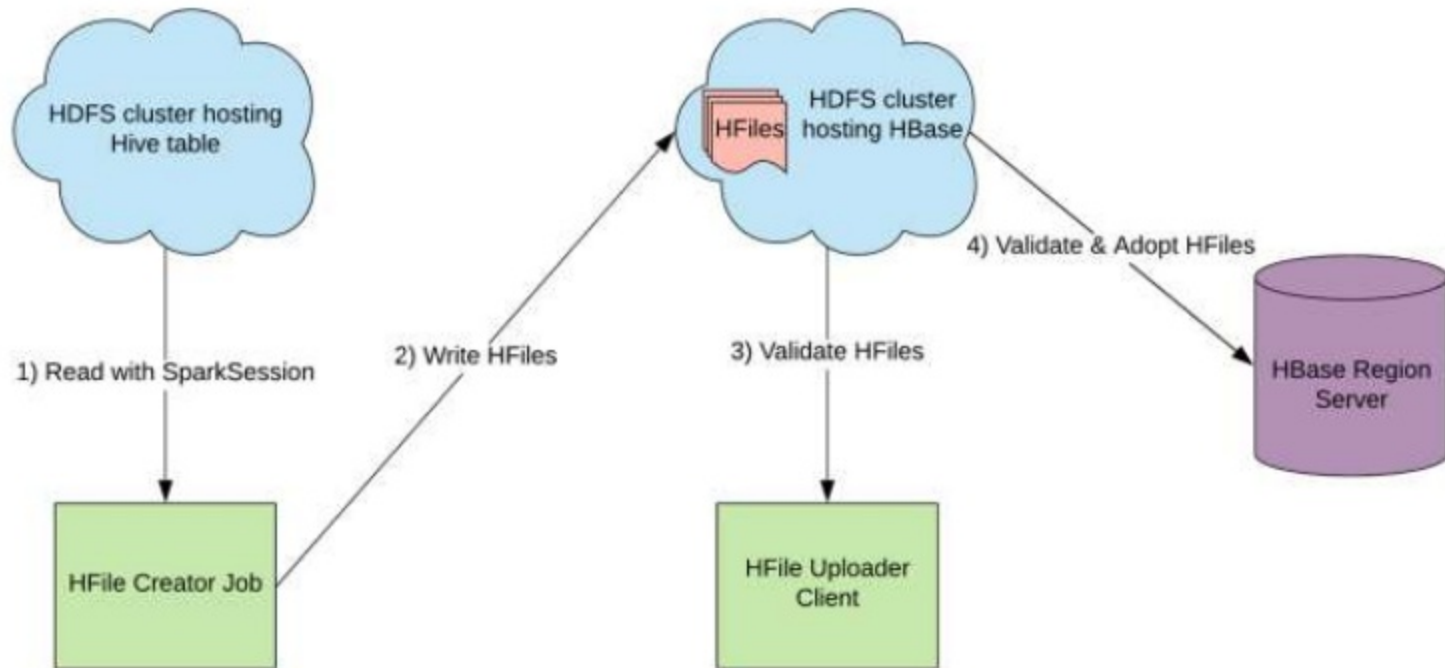 HDFS cluster hosting
Hive table
HFiles
HDFS cluster
hosting HBase
4) Validate & Adopt HFiles
1) Read with SparkSession
2) Write HFiles
3) Validate HFiles
HBase Region
Server
HFile Creator Job
HFile Uploader
Client